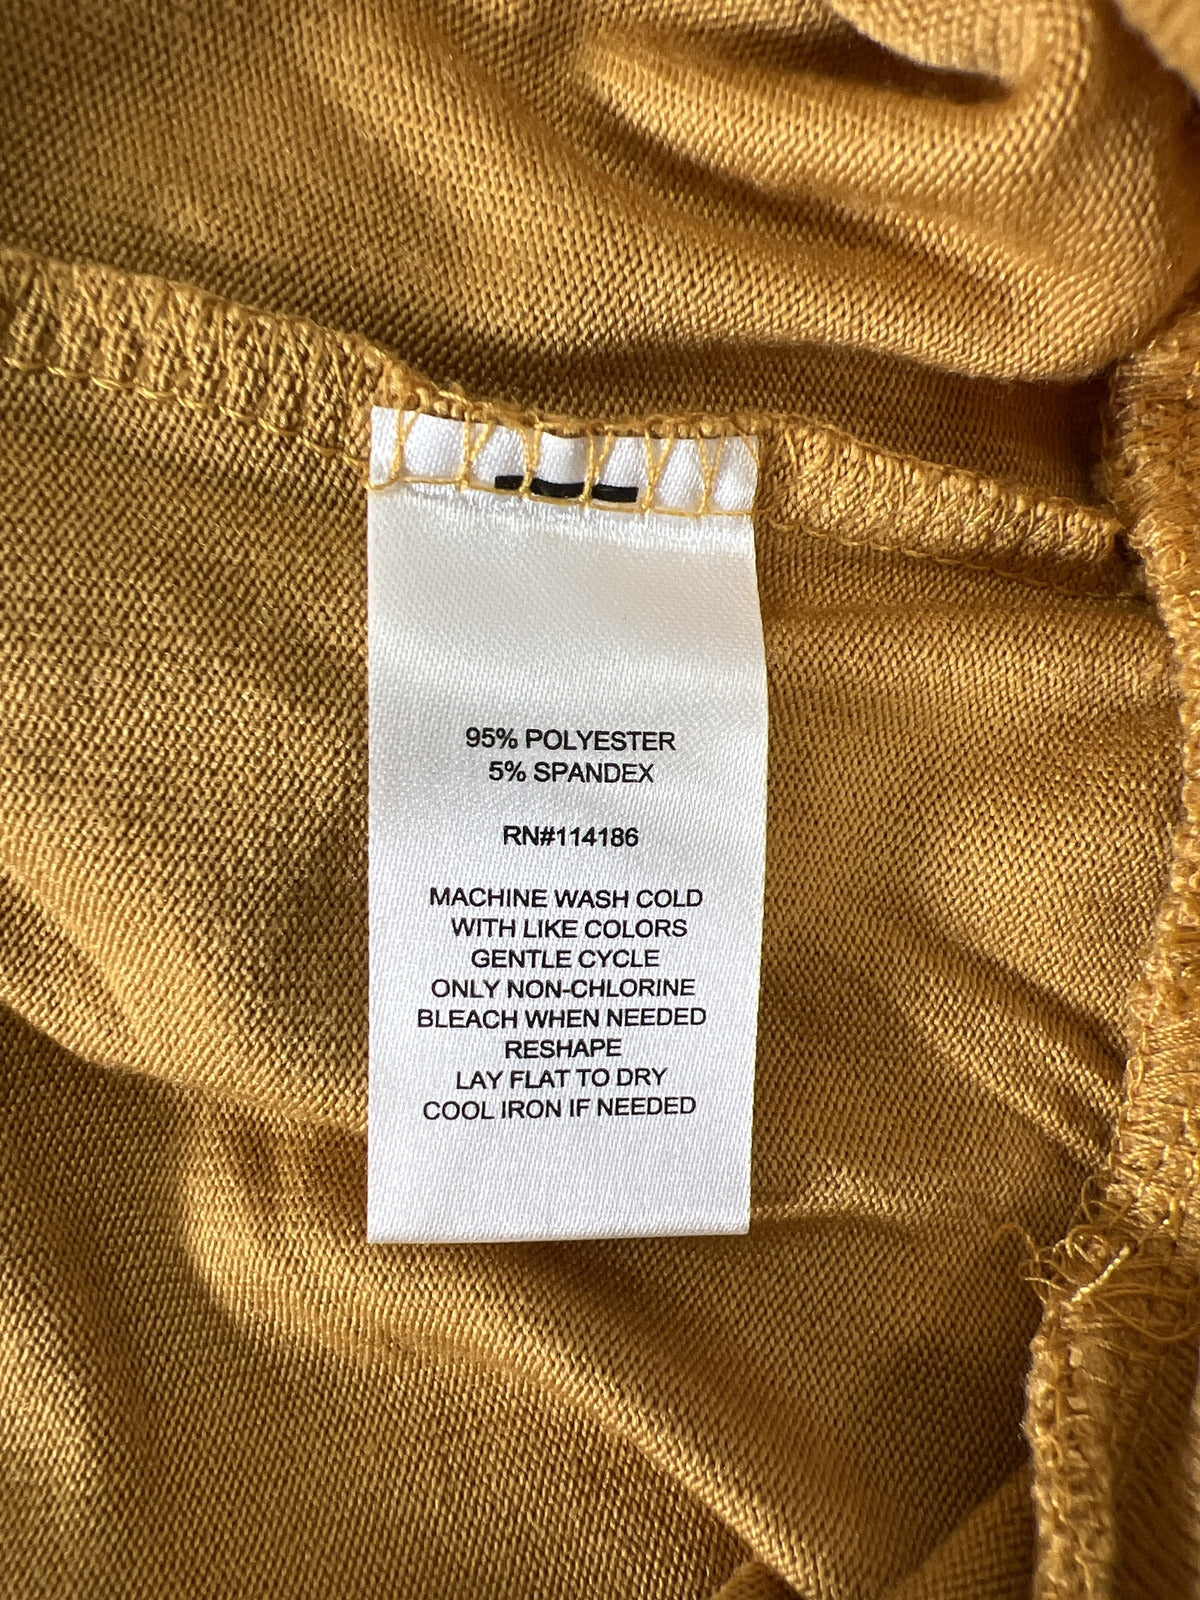 95% POLYESTER
5% SPANDEX
RN#114186
MACHINE WASH COLD
WITH LIKE COLORS
GENTLE CYCLE
ONLY NON-CHLORINE
BLEACH WHEN NEEDED
RESHAPE
LAY FLAT TO DRY
COOL IRON IF NEEDED